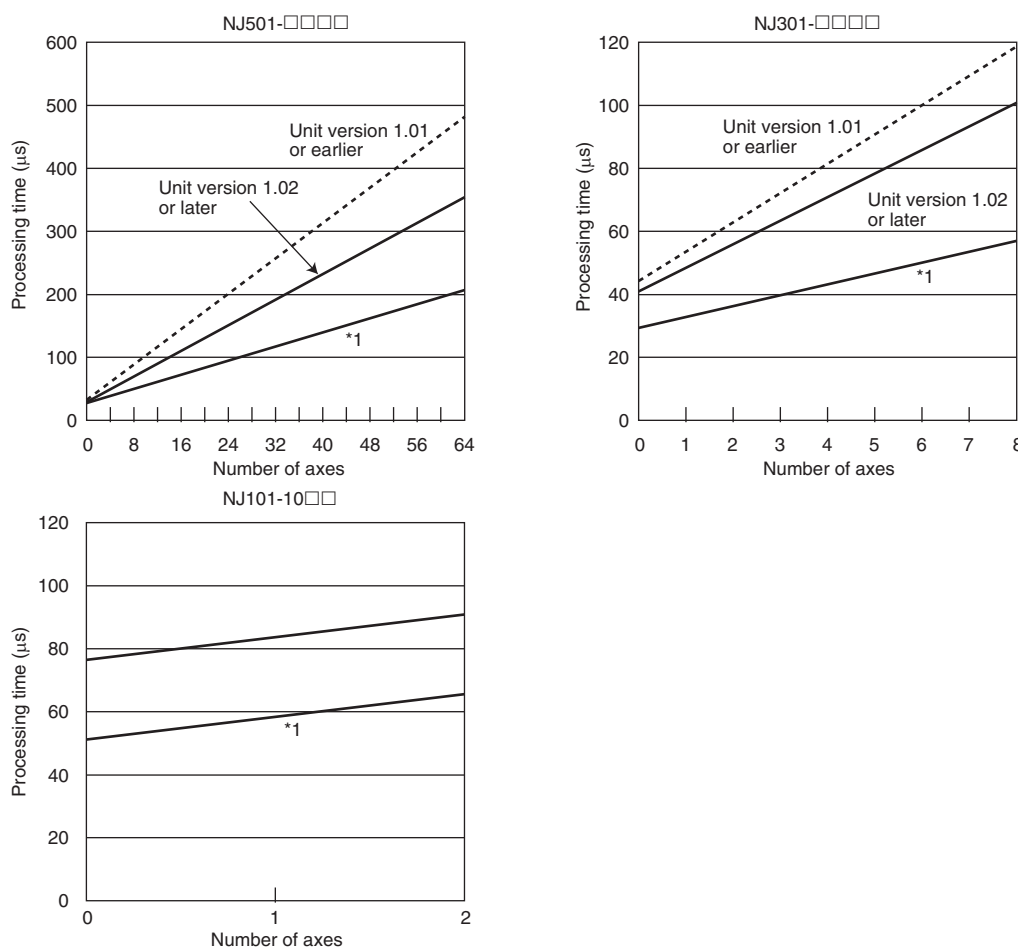 NJ501-□□□□
600
500
400
300
200
100
0
Processing time (μs)
Unit version 1.01
or earlier
Unit version 1.02
or later
*1
0 8 16 24 32 40 48 56 64
Number of axes
NJ301-□□□□
120
100
80
60
40
20
0
Processing time (μs)
Unit version 1.01
or earlier
Unit version 1.02
or later
*1
0 1 2 3 4 5 6 7 8
Number of axes
NJ101-10□□
120
100
80
60
40
20
0
Processing time (μs)
*1
0 1 2
Number of axes